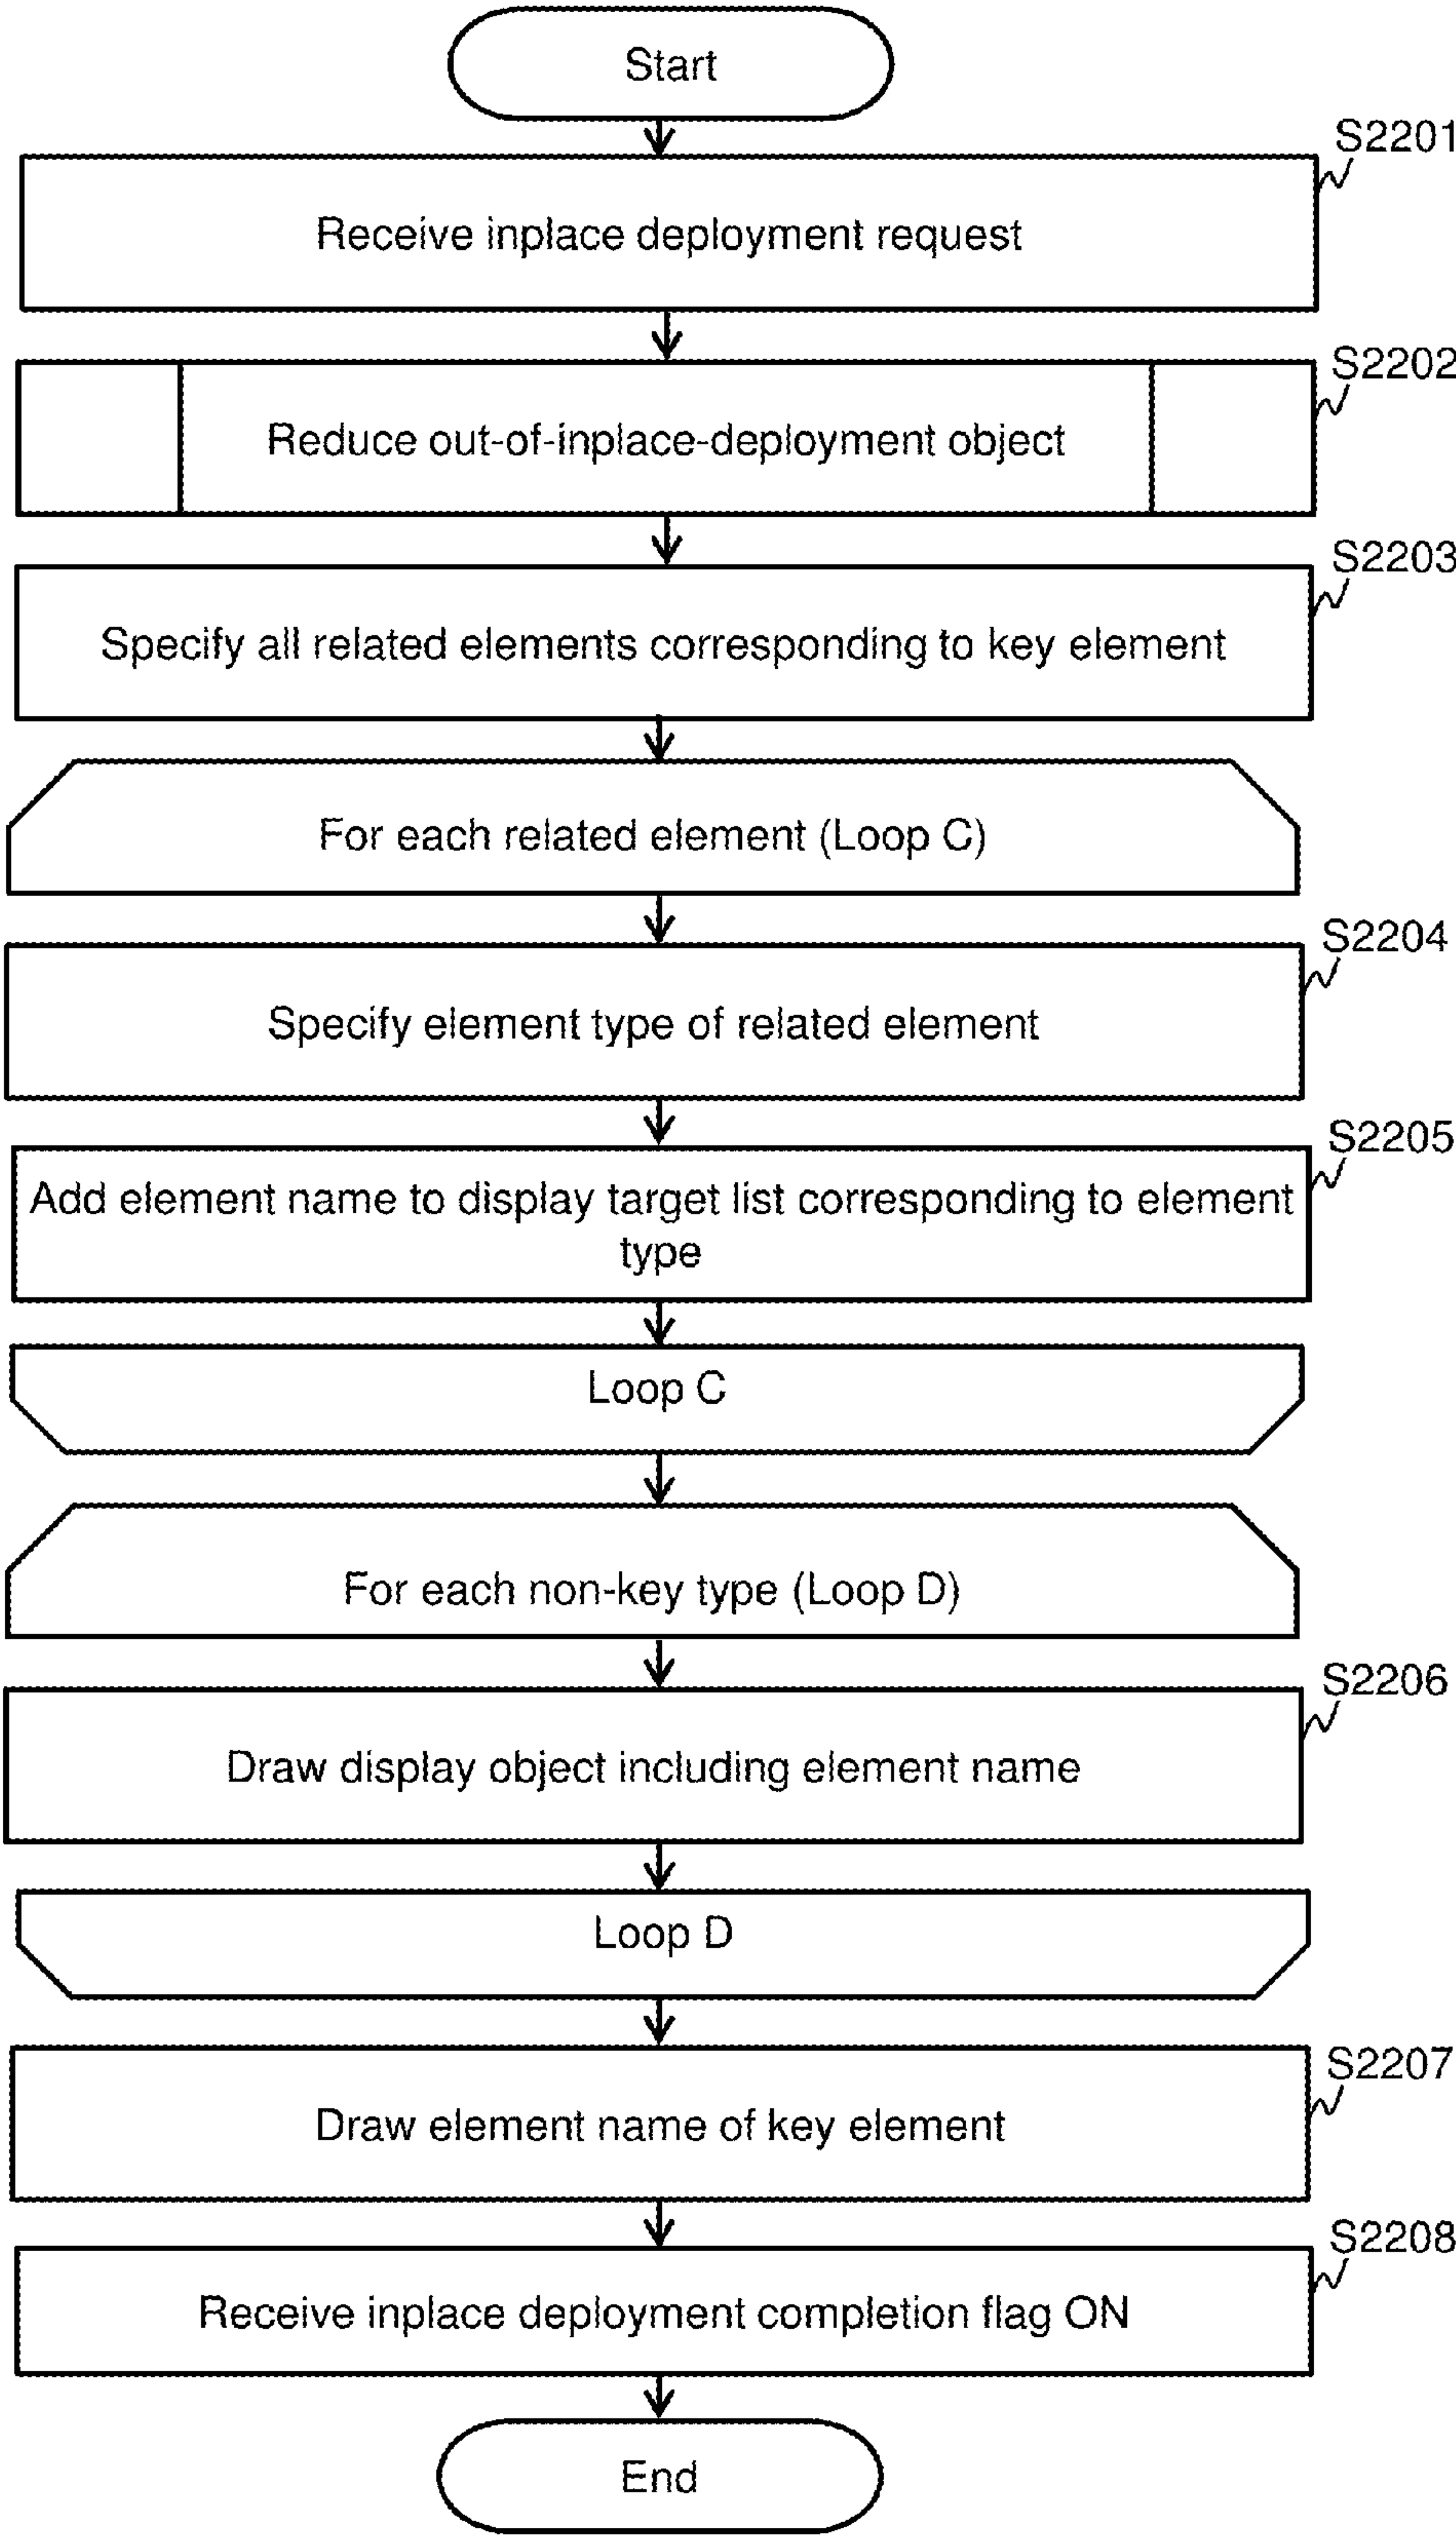 Start
S2201
Receive inplace deployment request
S2202
Reduce out-of-inplace-deployment object
S2203
Specify all related elements corresponding to key element
For each related element (Loop C)
S2204
Specify element type of related element
S2205
Add element name to display target list corresponding to element
type
Loop C
For each non-key type (Loop D)
S2206
Draw display object including element name
Loop D
S2207
Draw element name of key element
S2208
Receive inplace deployment completion flag ON
End